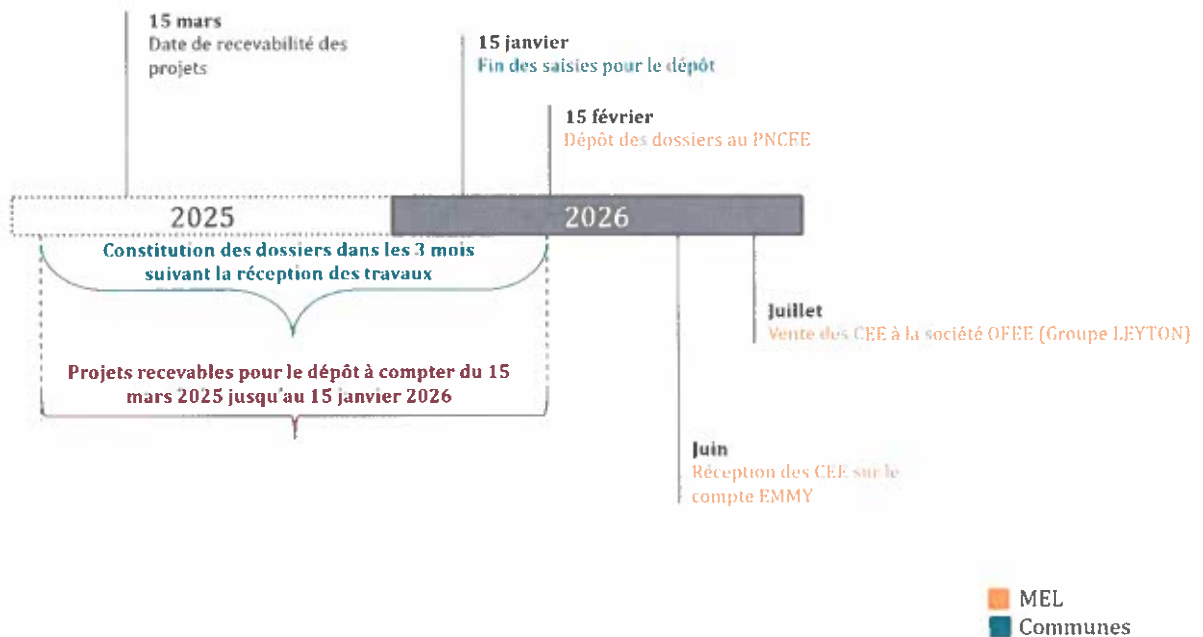 15 mars
Date de recevabilité des
projets
15 janvier
Fin des saisies pour le dépôt
15 février
Dépôt des dossiers au PNCEE
2025
2026
Constitution des dossiers dans les 3 mois
suivant la réception des travaux
Juillet
Vente des CEE à la société OFEE (Groupe LEYTON)
Projets recevables pour le dépôt à compter du 15
mars 2025 jusqu'au 15 janvier 2026
Juin
Réception des CEE sur le
compte EMMY
MEL
Communes